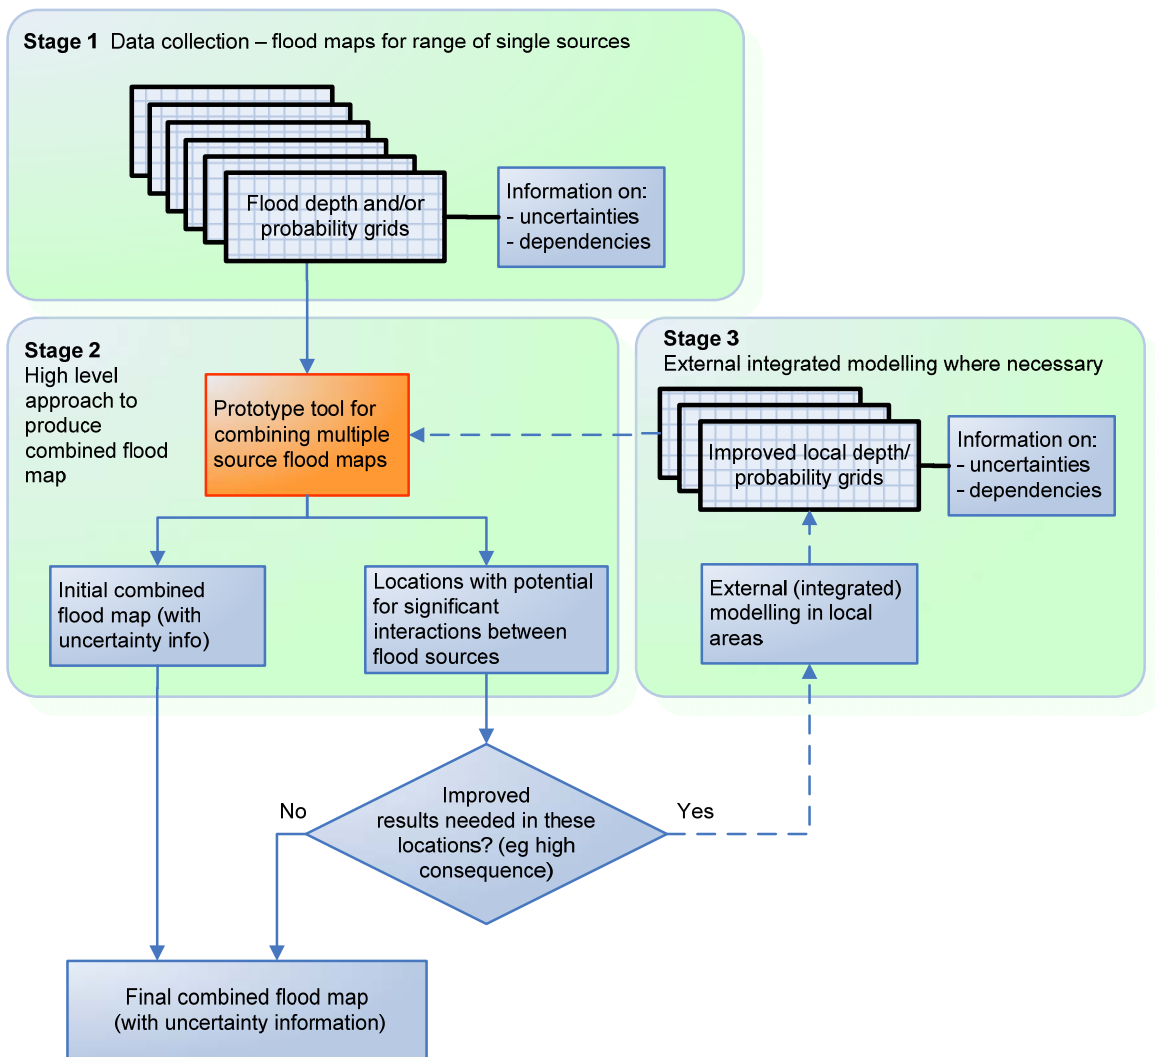 Stage 1 Data collection – flood maps for range of single sources
Flood depth and/or
probability grids
Information on:
- uncertainties
- dependencies
Stage 2
High level
approach to
produce
combined flood
map
Prototype tool for
combining multiple
source flood maps
Initial combined
flood map (with
uncertainty info)
Locations with potential
for significant
interactions between
flood sources
Stage 3
External integrated modelling where necessary
Improved local depth/
probability grids
Information on:
- uncertainties
- dependencies
External (integrated)
modelling in local
areas
No
Improved
results needed in these
locations? (eg high
consequence)
Yes
Final combined flood map
(with uncertainty information)